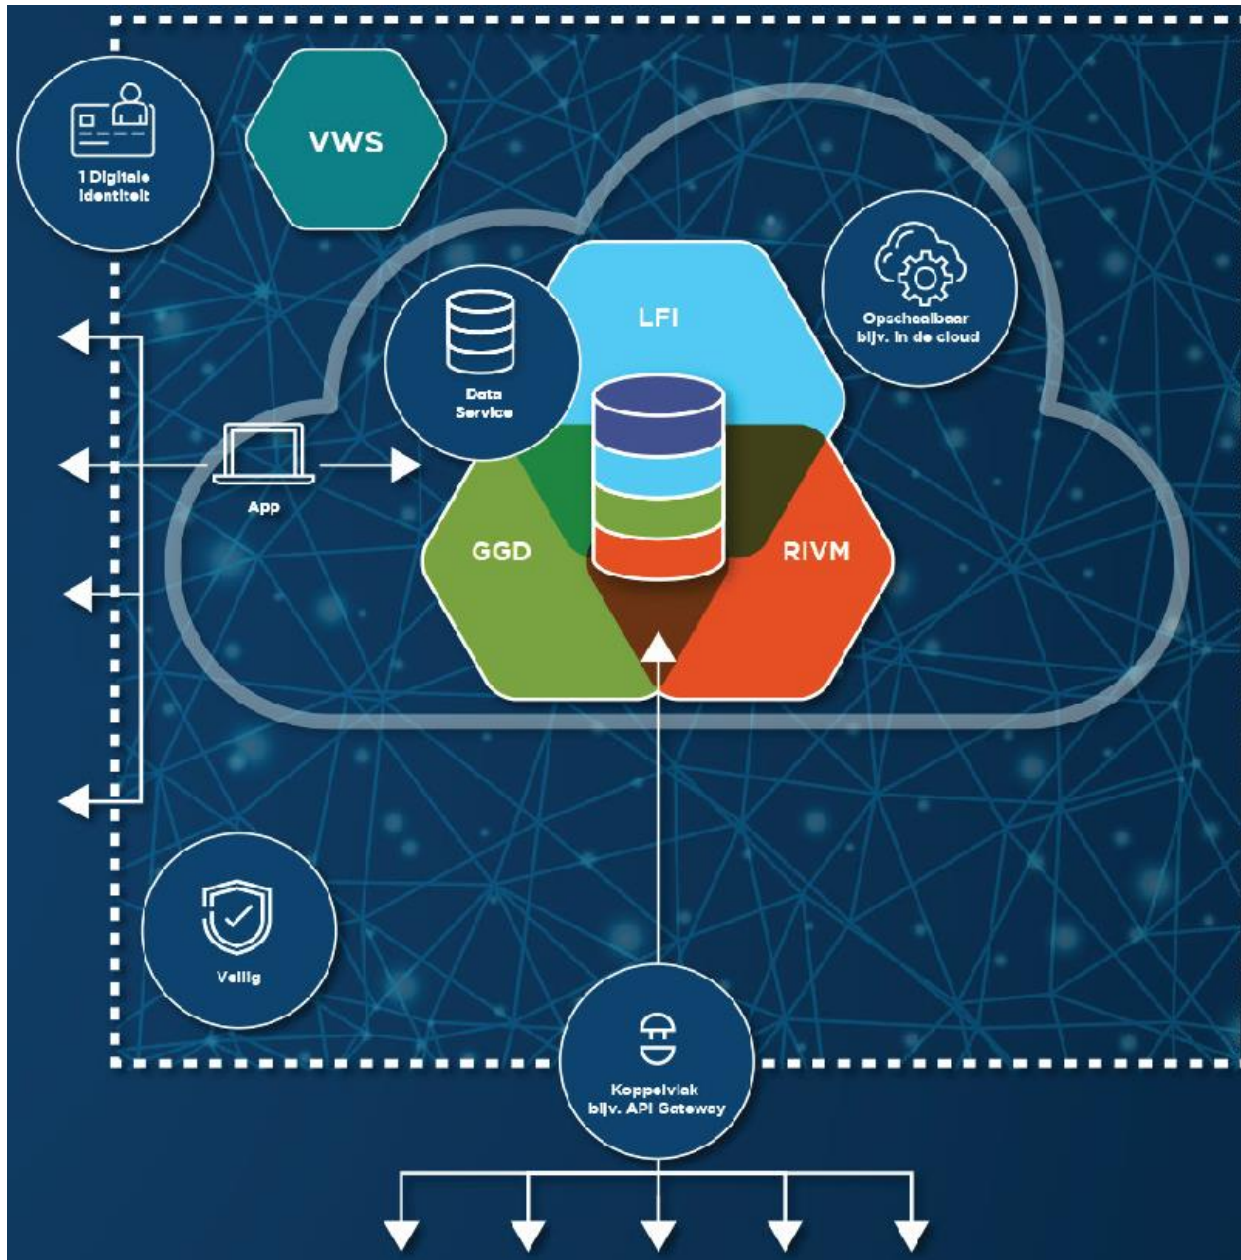 1 Digitale
Identiteit
VWS
LFI
Opschaalbaar
bijv. in de cloud
Data
Service
App
GGD
RIVM
Veilig
Koppelvlak
bijv. API Gateway